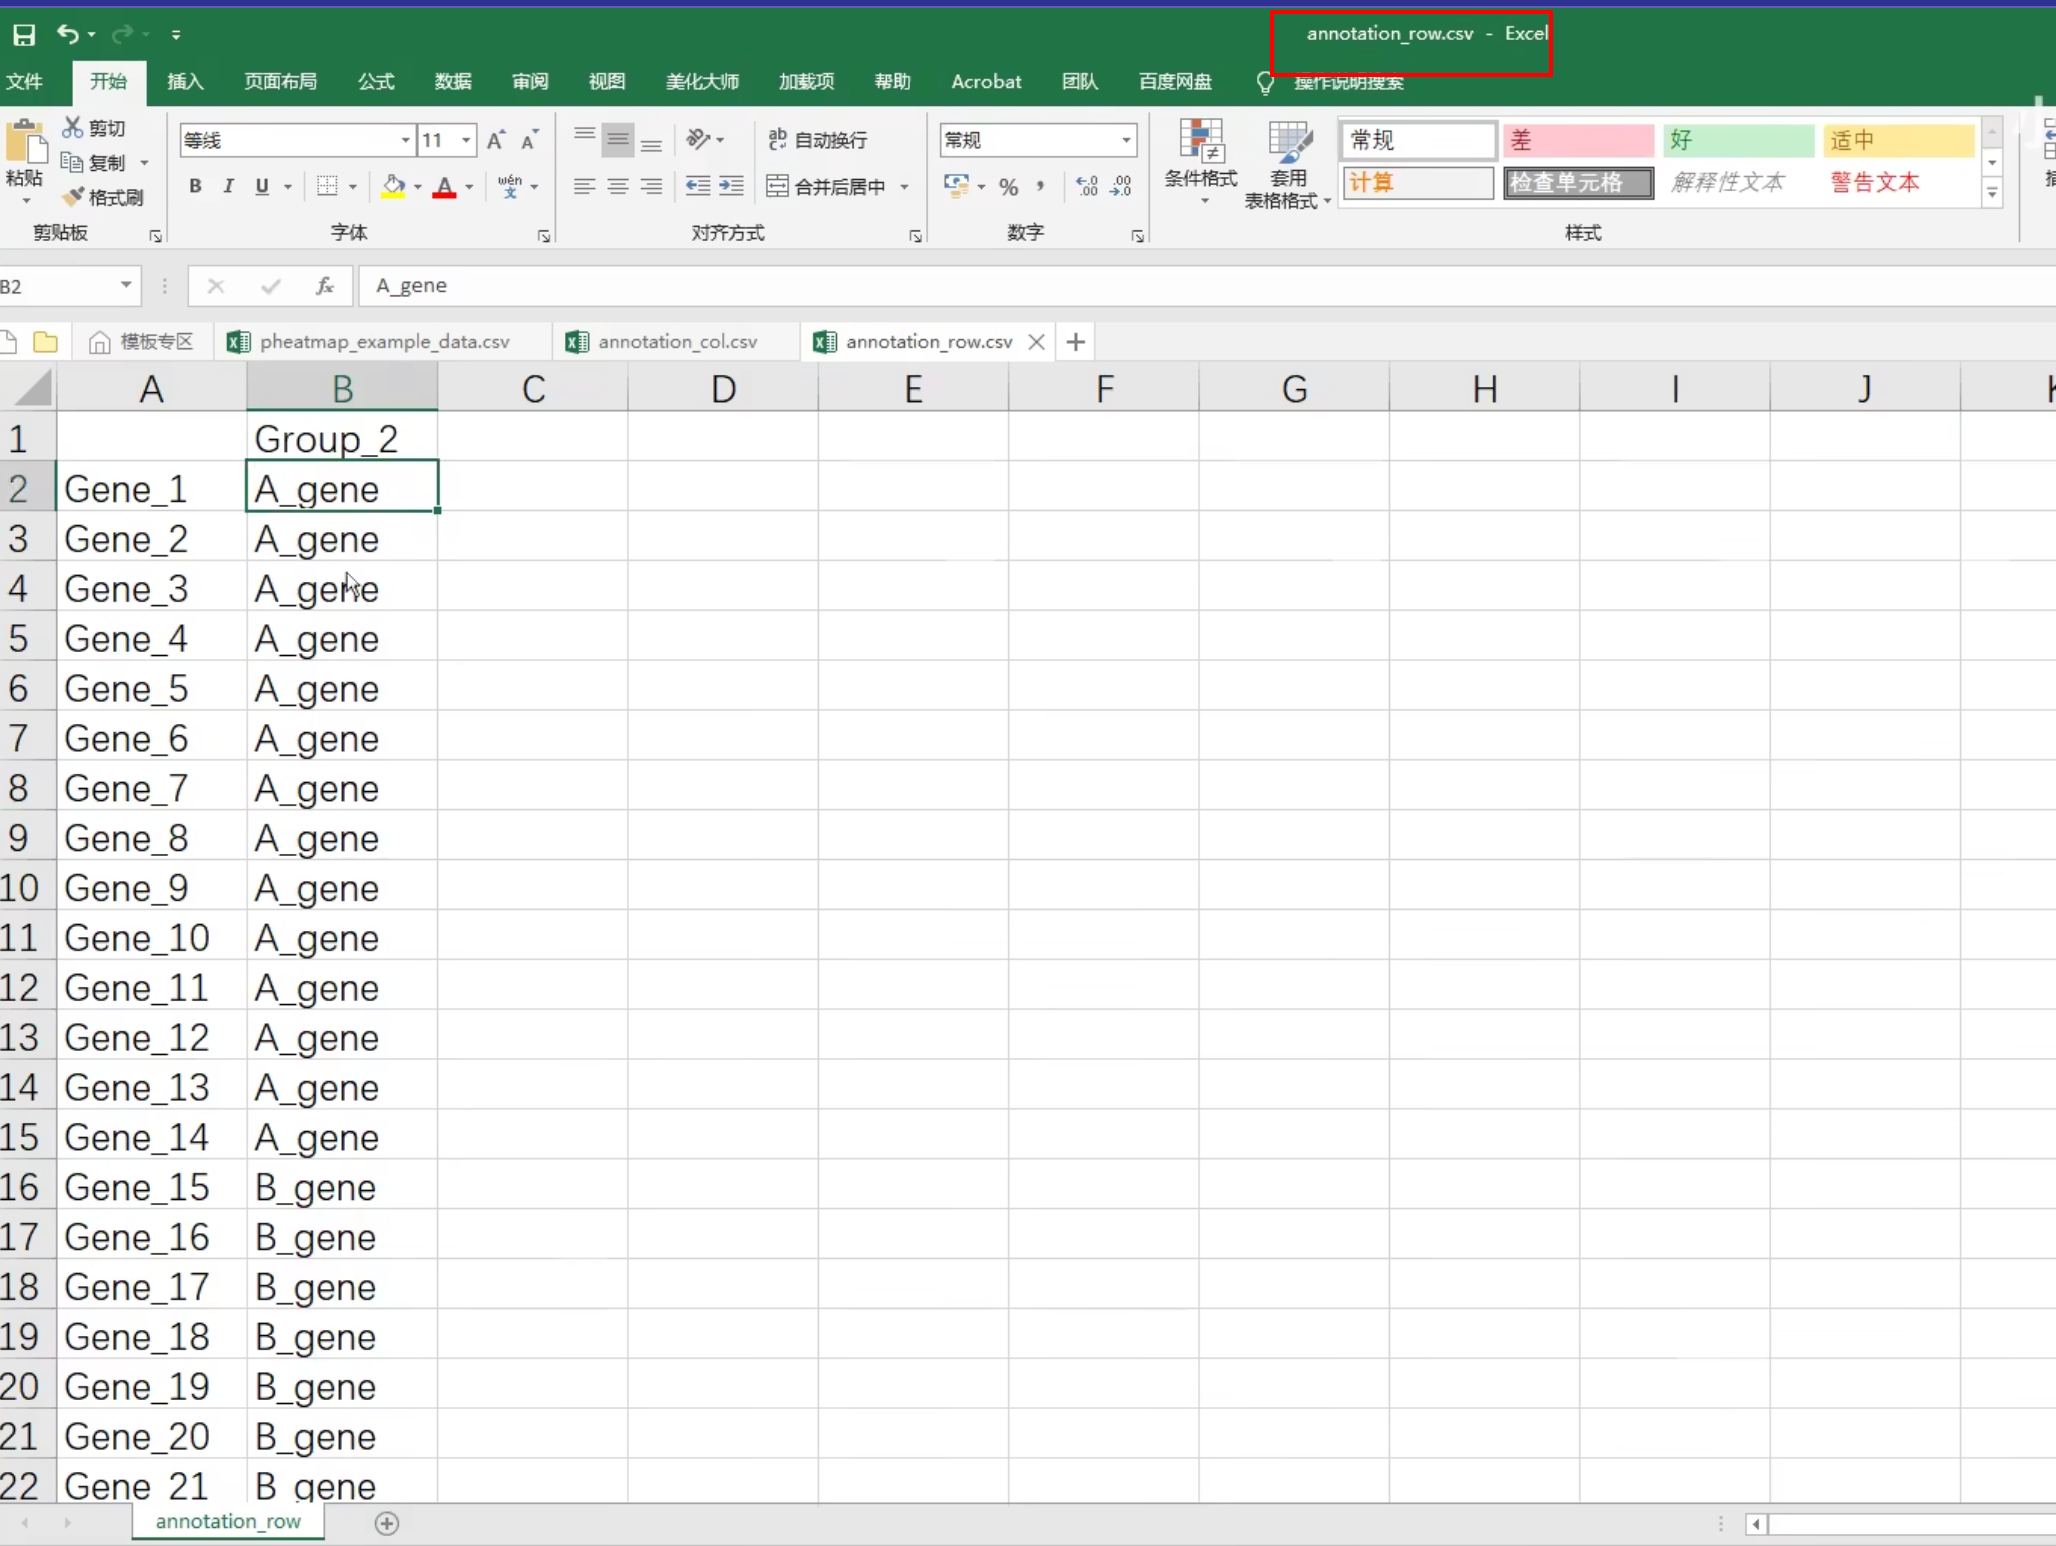 annotation_row.csv - Excel
文件 开始 插入 页面布局 公式 数据 审阅 视图 美化大师 加载项 帮助 Acrobat 团队 百度网盘 操作说明搜索
粘贴 剪切 复制 格式刷 剪贴板
等线 11 A A B I U A wén 文 字体
ab 自动换行 合并后居中 对齐方式
常规 % 数字
条件格式 套用 表格格式
常规 差 好 适中
计算 检查单元格 解释性文本 警告文本
样式
B2 fx A_gene
模板专区 pheatmap_example_data.csv annotation_col.csv annotation_row.csv
A B C D E F G H I J K
1 Group_2
2 Gene_1 A_gene
3 Gene_2 A_gene
4 Gene_3 A_gene
5 Gene_4 A_gene
6 Gene_5 A_gene
7 Gene_6 A_gene
8 Gene_7 A_gene
9 Gene_8 A_gene
10 Gene_9 A_gene
11 Gene_10 A_gene
12 Gene_11 A_gene
13 Gene_12 A_gene
14 Gene_13 A_gene
15 Gene_14 A_gene
16 Gene_15 B_gene
17 Gene_16 B_gene
18 Gene_17 B_gene
19 Gene_18 B_gene
20 Gene_19 B_gene
21 Gene_20 B_gene
22 Gene_21 B_gene
annotation_row